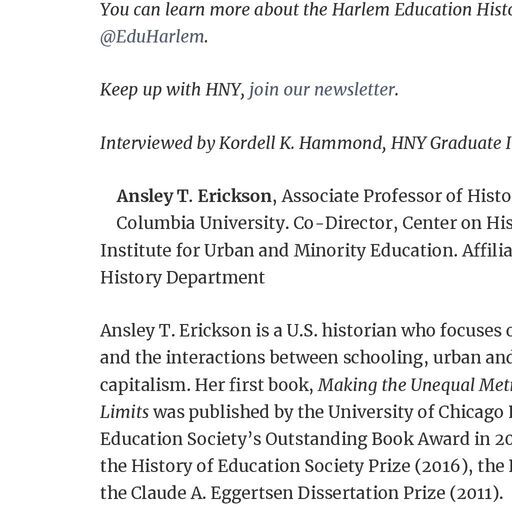 You can learn more about the Harlem Education Histo
@EduHarlem.
Keep up with HNY, join our newsletter.
Interviewed by Kordell K. Hammond, HNY Graduate I
Ansley T. Erickson, Associate Professor of Histo
Columbia University. Co-Director, Center on His
Institute for Urban and Minority Education. Affilia
History Department
Ansley T. Erickson is a U.S. historian who focuses o
and the interactions between schooling, urban and
capitalism. Her first book, Making the Unequal Met
Limits was published by the University of Chicago
Education Society’s Outstanding Book Award in 20
the History of Education Society Prize (2016), the
the Claude A. Eggertsen Dissertation Prize (2011).